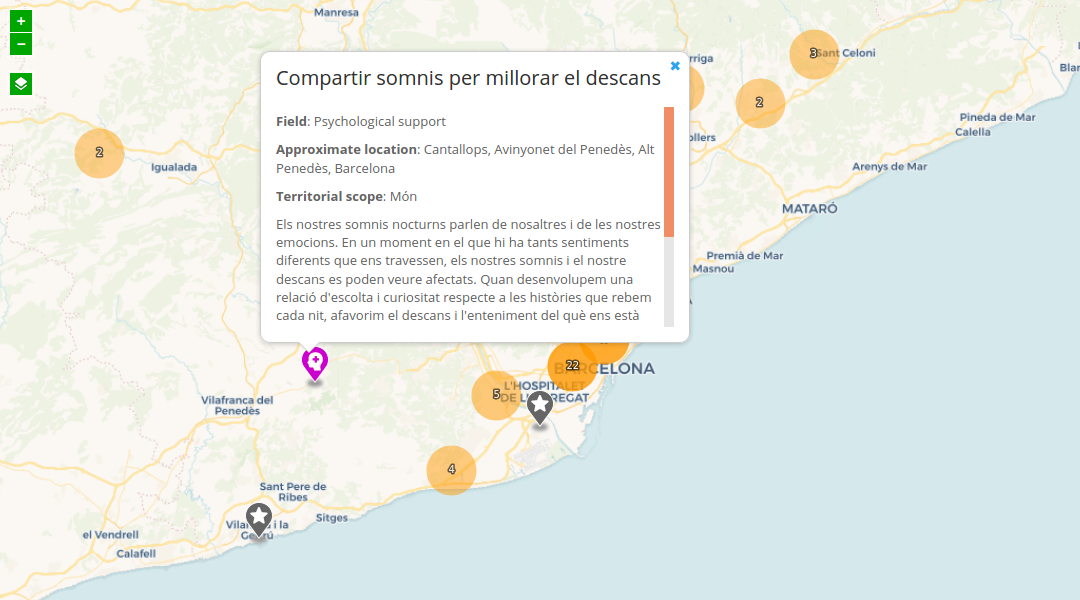 Manresa
+
−
Compartir somnis per millorar el descans
Field: Psychological support
Approximate location: Cantallops, Avinyonet del Penedès, Alt
Penedès, Barcelona
Territorial scope: Món
Els nostres somnis nocturns parlen de nosaltres i de les nostres
emocions. En un moment en el que hi ha tants sentiments
diferents que ens travessen, els nostres somnis i el nostre
descans es poden veure afectats. Quan desenvolupem una
relació d'escolta i curiositat respecte a les històries que rebem
cada nit, afavorim el descans i l'enteniment del què ens està
3
Sant Celoni
rriga
2
ollers
Blan
Pineda de Mar
Calella
Arenys de Mar
MATARÓ
Premià de Mar
Masnou
2
Igualada
22
BARCELONA
5
L'HOSPITALET
DE LLOBREGAT
Vilafranca del
Penedès
4
Sant Pere de
Ribes
Sitges
Vilanova i la
Geltrú
el Vendrell
Calafell